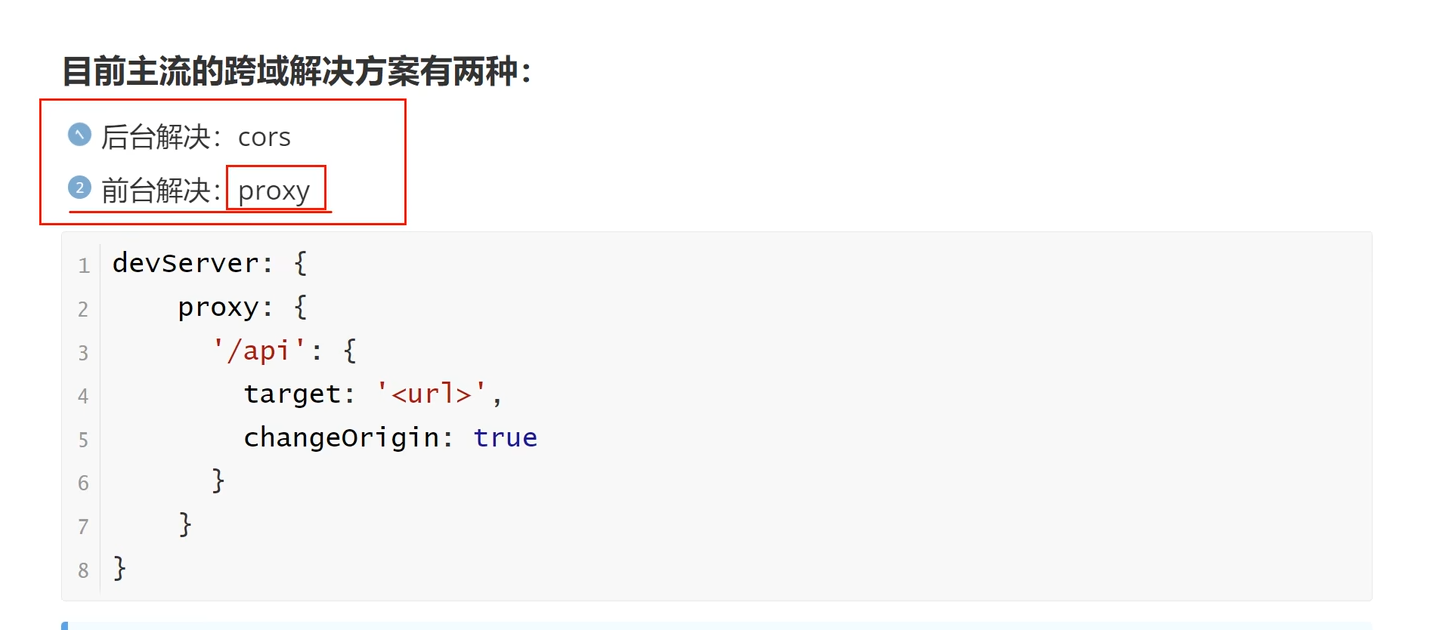 目前主流的跨域解决方案有两种：
1 后台解决：cors
2 前台解决：proxy
1 devServer: {
2     proxy: {
3       '/api': {
4         target: '<url>',
5         changeOrigin: true
6       }
7     }
8 }